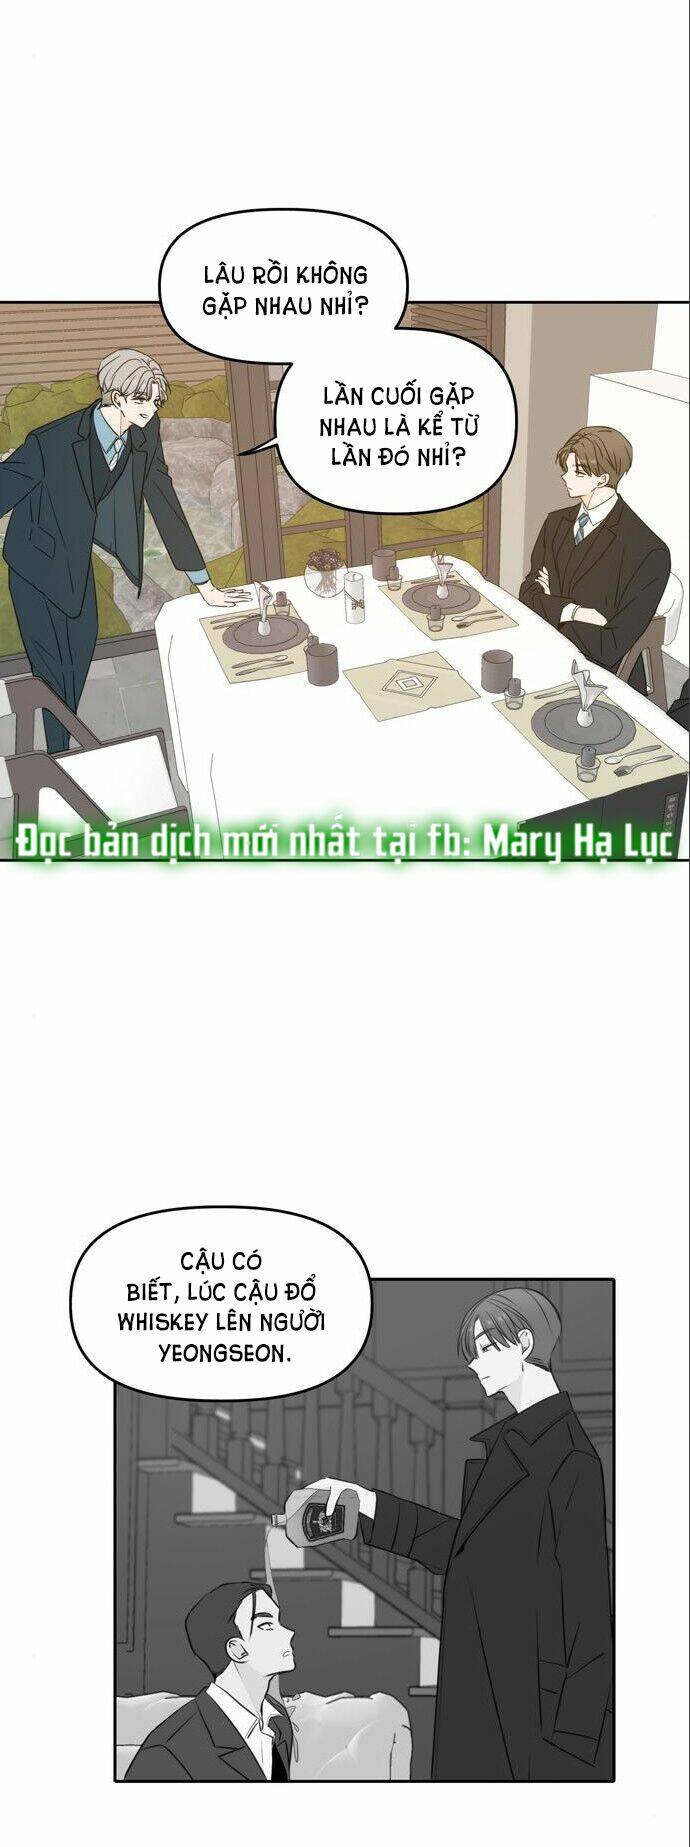 LÂU RỒI KHÔNG
GẶP NHAU NHỈ?
LẦN CUỐI GẶP
NHAU LÀ KỂ TỪ
LẦN ĐÓ NHỈ?
Đọc bản dịch mới nhất tại fb: Mary Hạ Lục
CẬU CÓ
BIẾT, LÚC CẬU ĐỔ
WHISKEY LÊN NGƯỜI
YEONGSEON.